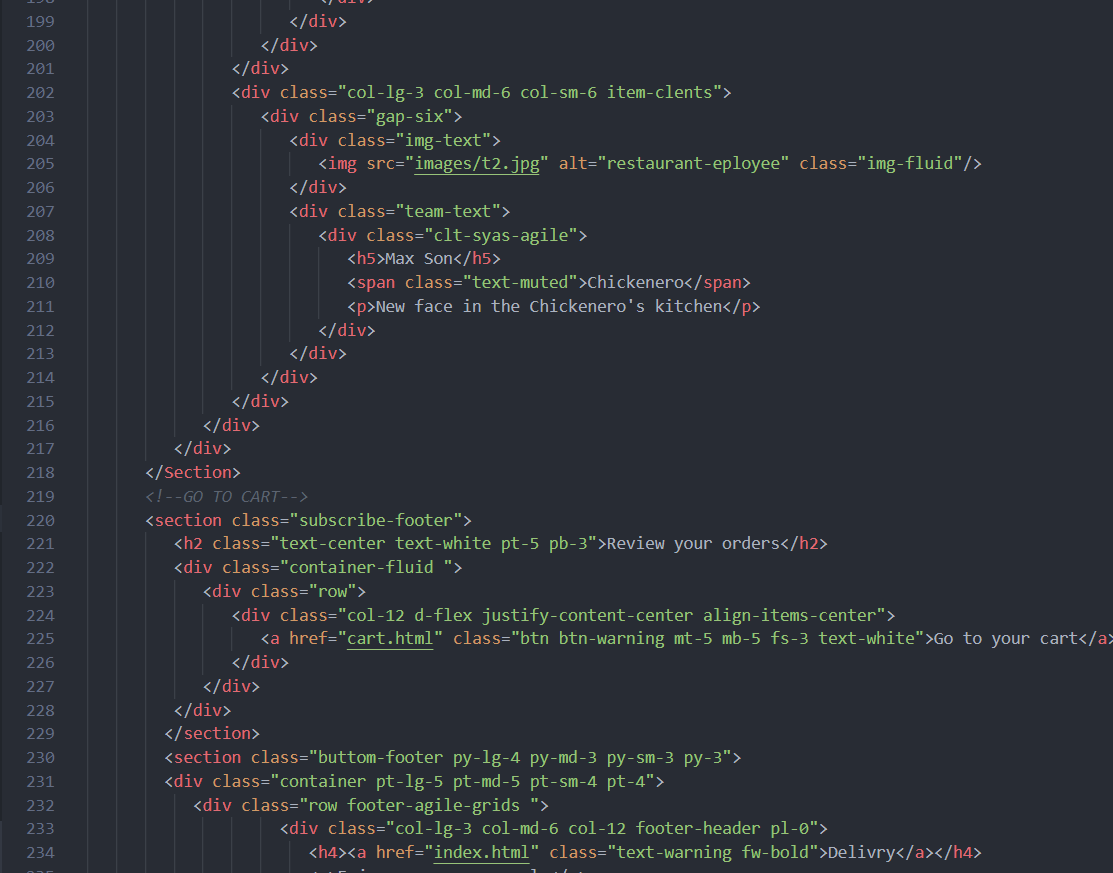 199 </div>
200 </div>
201 </div>
202 <div class="col-lg-3 col-md-6 col-sm-6 item-clents">
203 <div class="gap-six">
204 <div class="img-text">
205 <img src="images/t2.jpg" alt="restaurant-eployee" class="img-fluid"/>
206 </div>
207 <div class="team-text">
208 <div class="clt-syas-agile">
209 <h5>Max Son</h5>
210 <span class="text-muted">Chickenero</span>
211 <p>New face in the Chickenero's kitchen</p>
212 </div>
213 </div>
214 </div>
215 </div>
216 </div>
217 </div>
218 </Section>
219 <!--GO TO CART-->
220 <section class="subscribe-footer">
221 <h2 class="text-center text-white pt-5 pb-3">Review your orders</h2>
222 <div class="container-fluid ">
223 <div class="row">
224 <div class="col-12 d-flex justify-content-center align-items-center">
225 <a href="cart.html" class="btn btn-warning mt-5 mb-5 fs-3 text-white">Go to your cart</a>
226 </div>
227 </div>
228 </div>
229 </section>
230 <section class="buttom-footer py-lg-4 py-md-3 py-sm-3 py-3">
231 <div class="container pt-lg-5 pt-md-5 pt-sm-4 pt-4">
232 <div class="row footer-agile-grids ">
233 <div class="col-lg-3 col-md-6 col-12 footer-header pl-0">
234 <h4><a href="index.html" class="text-warning fw-bold">Delivry</a></h4>